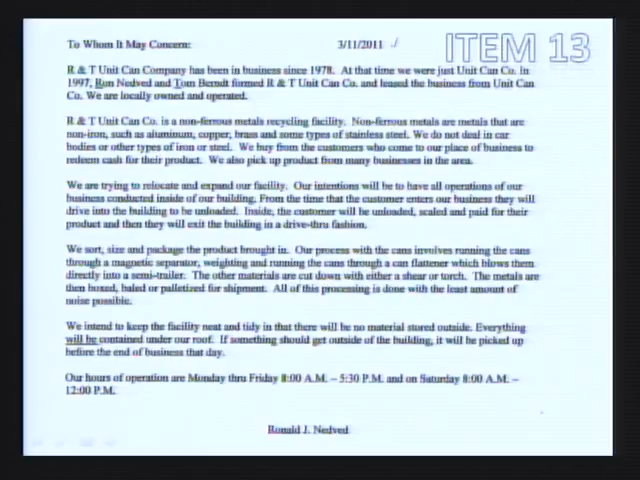 To Whom It May Concern: 3/11/2011
ITEM 13
R & T Unit Can Company has been in business since 1978. At that time we were just Unit Can Co. In
1997, Ron Nedved and Tom Berndt formed R & T Unit Can Co. and leased the business from Unit Can
Co. We are locally owned and operated.
R & T Unit Can Co. is a non-ferrous metals recycling facility. Non-ferrous metals are metals that are
non-iron, such as aluminum, copper, brass and some types of stainless steel. We do not deal in car
bodies or other types of iron or steel. We buy from the customers who come to our place of business to
redeem cash for their product. We also pick up product from many businesses in the area.
We are trying to relocate and expand our facility. Our intentions will be to have all operations of our
business conducted inside of our building. From the time that the customer enters our business they will
drive into the building to be unloaded. Inside, the customer will be unloaded, scaled and paid for their
product and then they will exit the building in a drive-thru fashion.
We sort, size and package the product brought in. Our process with the cans involves running the cans
through a magnetic separator, weighting and running the cans through a can flattener which blows them
directly into a semi-trailer. The other materials are cut down with either a shear or torch. The metals are
then boxed, baled or palletized for shipment. All of this processing is done with the least amount of
noise possible.
We intend to keep the facility neat and tidy in that there will be no material stored outside. Everything
will be contained under our roof. If something should get outside of the building, it will be picked up
before the end of business that day.
Our hours of operation are Monday thru Friday 8:00 A.M. – 5:30 P.M. and on Saturday 8:00 A.M. –
12:00 P.M.
Ronald J. Nedved